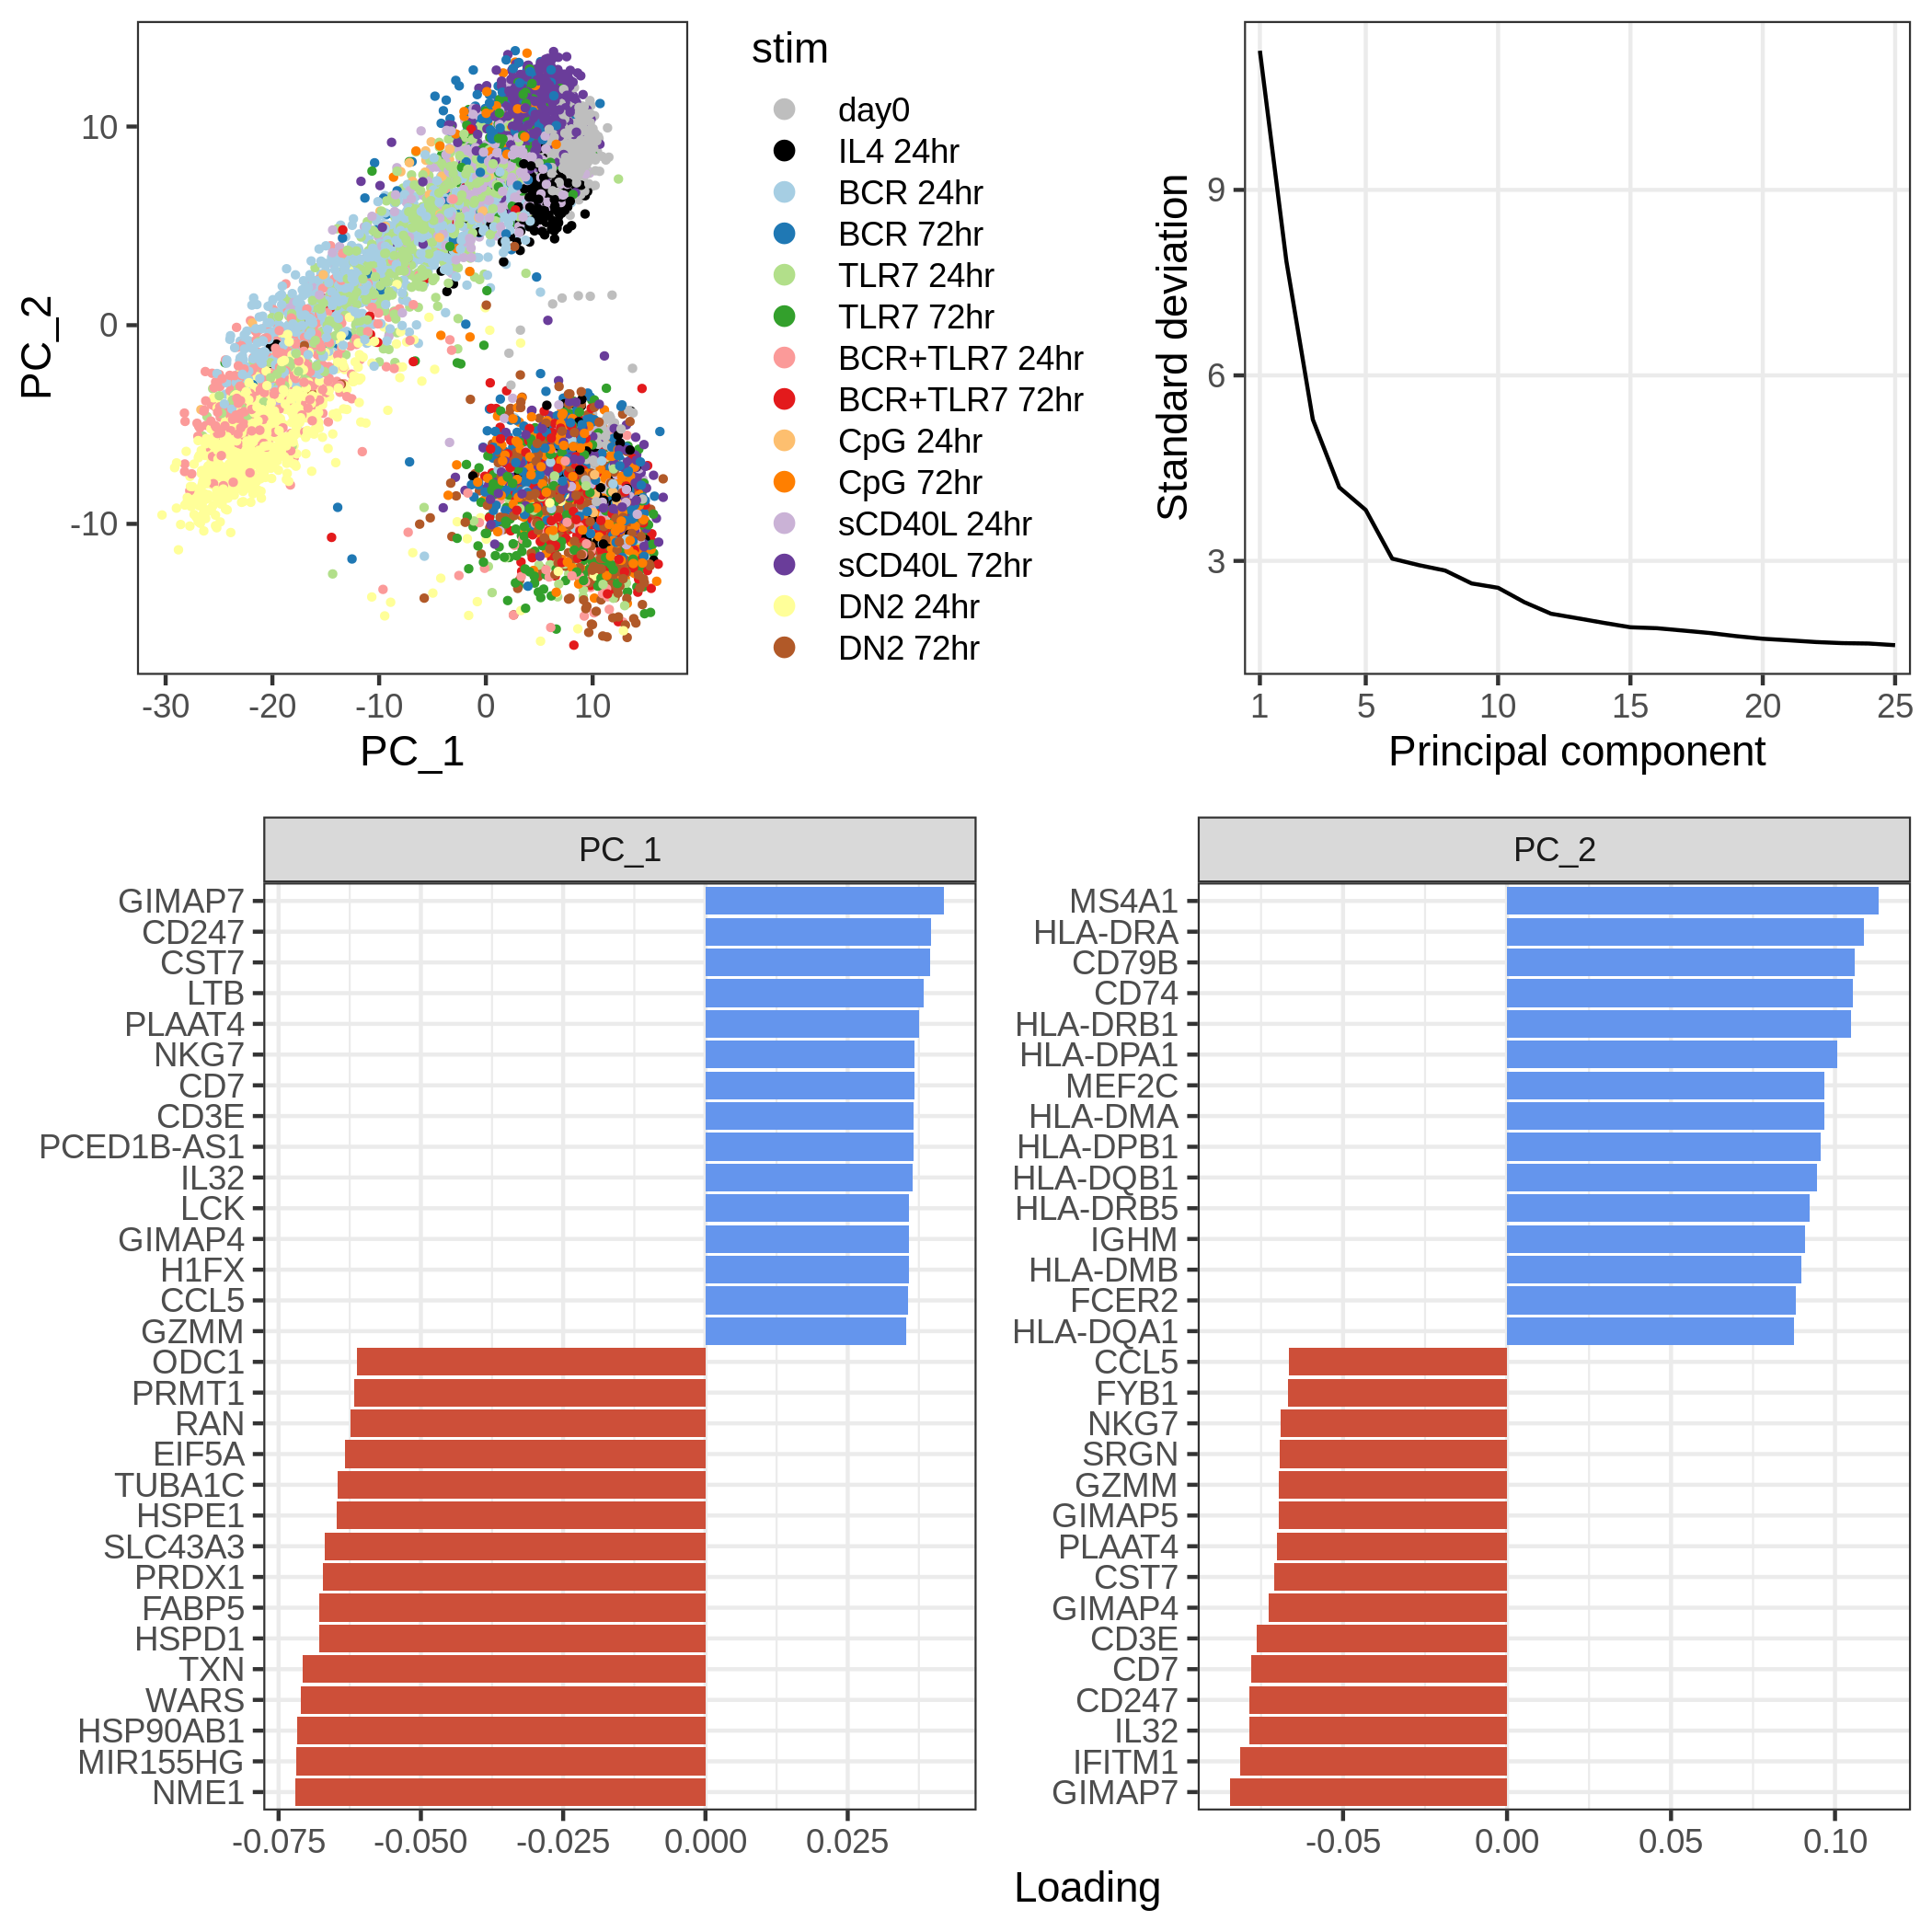 10
0
-10
PC_2
-30 -20 -10 0 10
PC_1
stim
day0
IL4 24hr
BCR 24hr
BCR 72hr
TLR7 24hr
TLR7 72hr
BCR+TLR7 24hr
BCR+TLR7 72hr
CpG 24hr
CpG 72hr
sCD40L 24hr
sCD40L 72hr
DN2 24hr
DN2 72hr
Standard deviation
9
6
3
1 5 10 15 20 25
Principal component
PC_1
GIMAP7
CD247
CST7
LTB
PLAAT4
NKG7
CD7
CD3E
PCED1B-AS1
IL32
LCK
GIMAP4
H1FX
CCL5
GZMM
ODC1
PRMT1
RAN
EIF5A
TUBA1C
HSPE1
SLC43A3
PRDX1
FABP5
HSPD1
TXN
WARS
HSP90AB1
MIR155HG
NME1
-0.075 -0.050 -0.025 0.000 0.025
PC_2
MS4A1
HLA-DRA
CD79B
CD74
HLA-DRB1
HLA-DPA1
MEF2C
HLA-DMA
HLA-DPB1
HLA-DQB1
HLA-DRB5
IGHM
HLA-DMB
FCER2
HLA-DQA1
CCL5
FYB1
NKG7
SRGN
GZMM
GIMAP5
PLAAT4
CST7
GIMAP4
CD3E
CD7
CD247
IL32
IFITM1
GIMAP7
-0.05 0.00 0.05 0.10
Loading